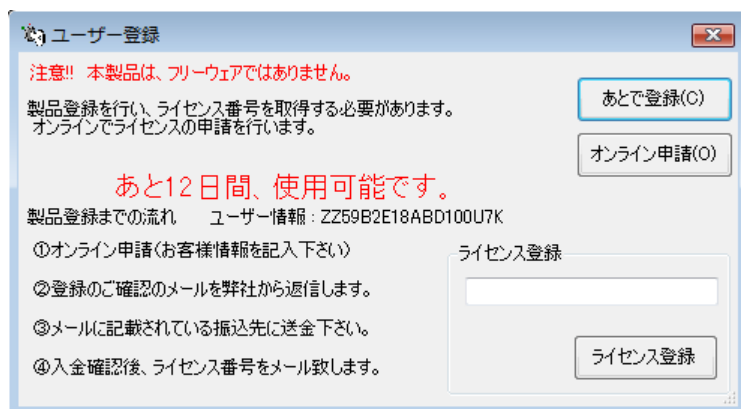 ユーザー登録
注意!! 本製品は、フリーウェアではありません。
あとで登録(C)
製品登録を行い、ライセンス番号を取得する必要があります。
オンラインでライセンスの申請を行います。
オンライン申請(O)
あと12日間、使用可能です。
製品登録までの流れ ユーザー情報:ZZ59B2E18ABD100U7K
①オンライン申請(お客様情報を記入下さい)
ライセンス登録
②登録のご確認のメールを弊社から返信します。
③メールに記載されている振込先に送金下さい。
④入金確認後、ライセンス番号をメール致します。
ライセンス登録